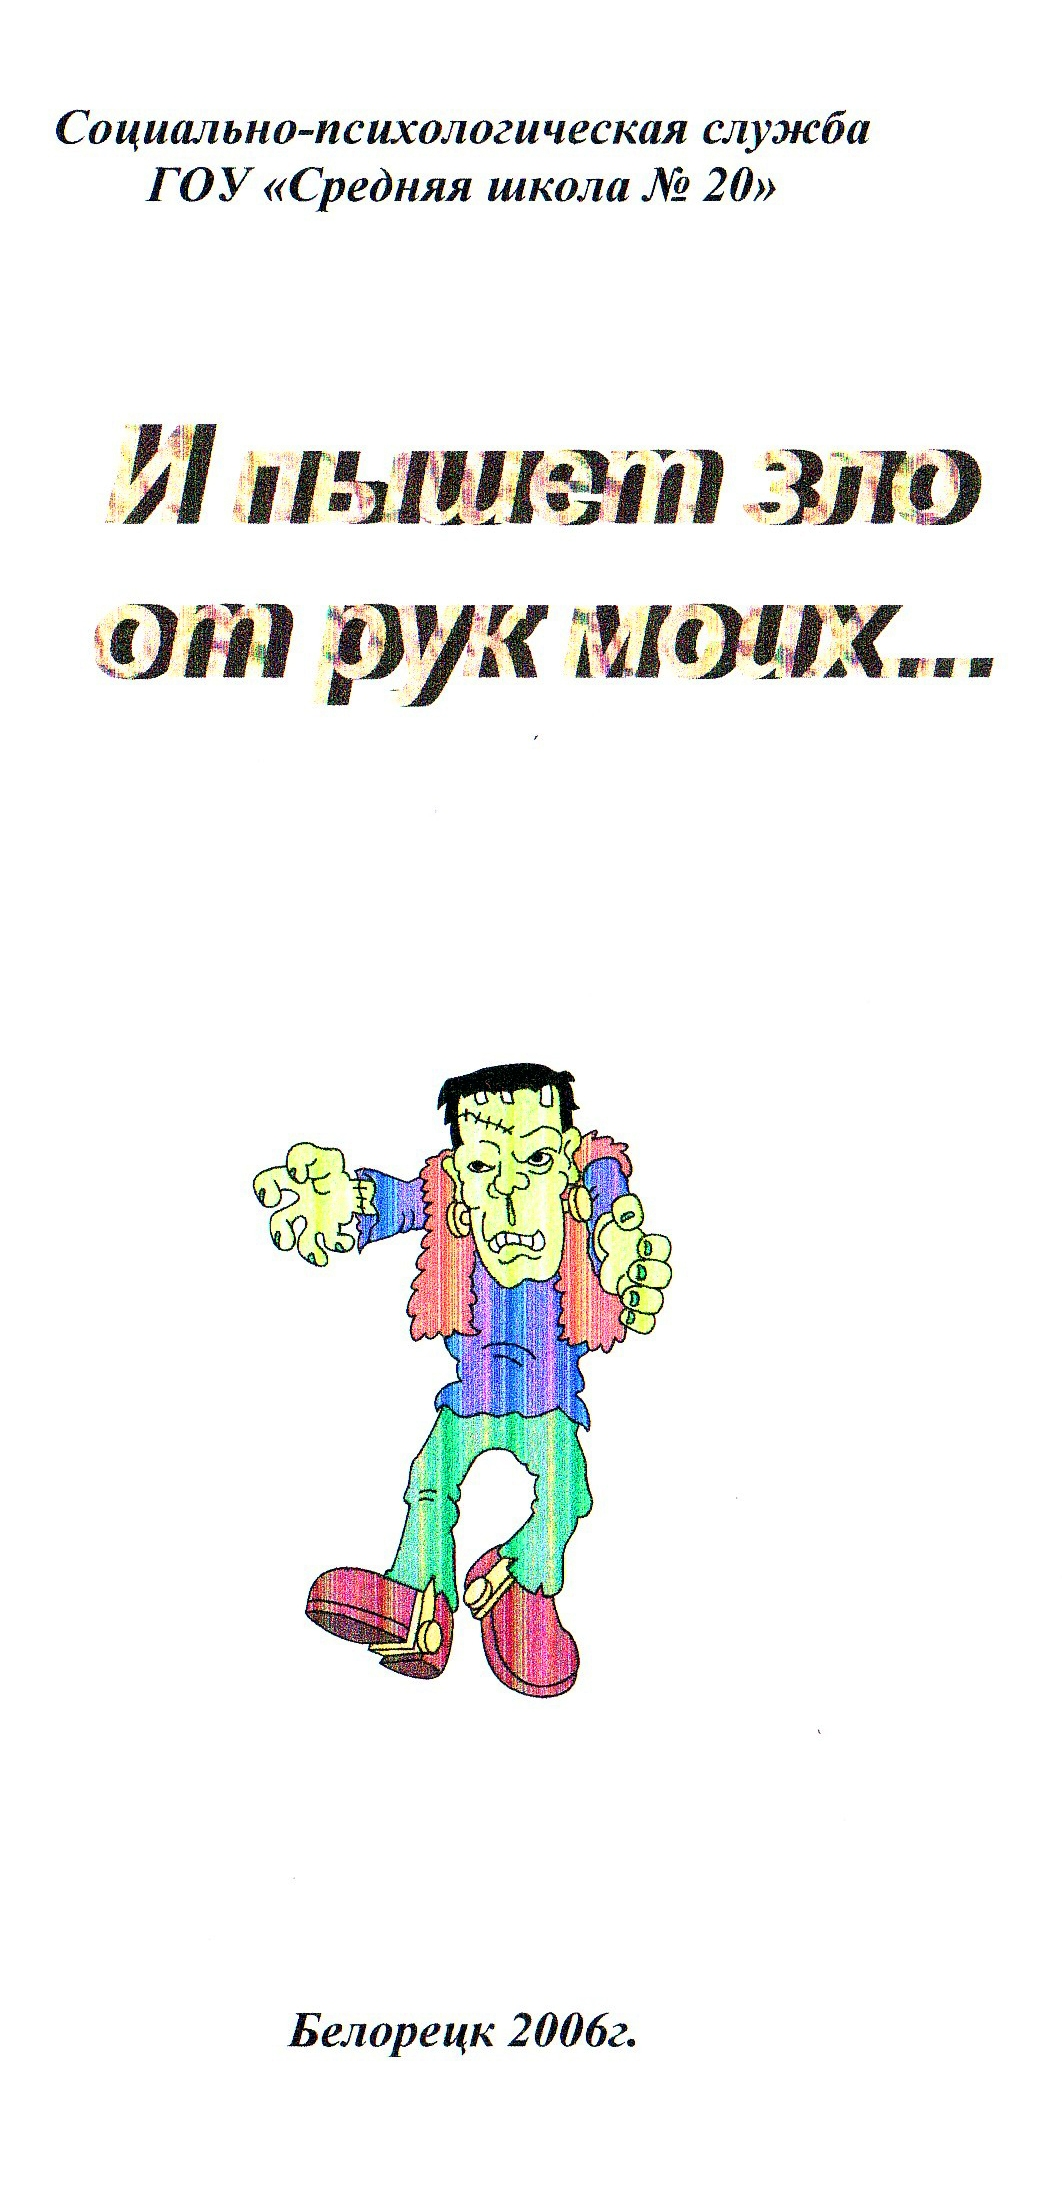 Социально-психологическая служба
ГОУ «Средняя школа № 20»
И пышет зло
от рук моих...
Белорецк 2006г.